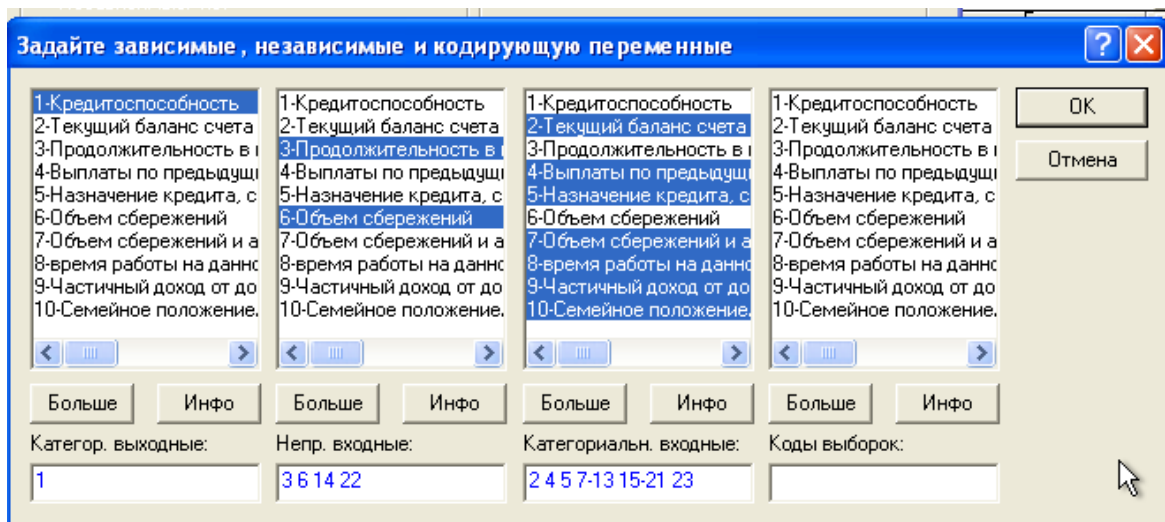 Задайте зависимые, независимые и кодирующую переменные
1-Кредитоспособность
2-Текущий баланс счета
3-Продолжительность в
4-Выплаты по предыдущ
5-Назначение кредита, с
6-Объем сбережений
7-Объем сбережений и а
8-время работы на данно
9-Частичный доход от до
10-Семейное положение.
Больше Инфо
Категор. выходные:
1
1-Кредитоспособность
2-Текущий баланс счета
3-Продолжительность в
4-Выплаты по предыдущ
5-Назначение кредита, с
6-Объем сбережений
7-Объем сбережений и а
8-время работы на данно
9-Частичный доход от до
10-Семейное положение.
Больше Инфо
Непр. входные:
3 6 14 22
1-Кредитоспособность
2-Текущий баланс счета
3-Продолжительность в
4-Выплаты по предыдущ
5-Назначение кредита, с
6-Объем сбережений
7-Объем сбережений и а
8-время работы на данно
9-Частичный доход от до
10-Семейное положение.
Больше Инфо
Категориальн. входные:
2 4 5 7-13 15-21 23
1-Кредитоспособность
2-Текущий баланс счета
3-Продолжительность в
4-Выплаты по предыдущ
5-Назначение кредита, с
6-Объем сбережений
7-Объем сбережений и а
8-время работы на данно
9-Частичный доход от до
10-Семейное положение.
Больше Инфо
Коды выборок:
OK
Отмена